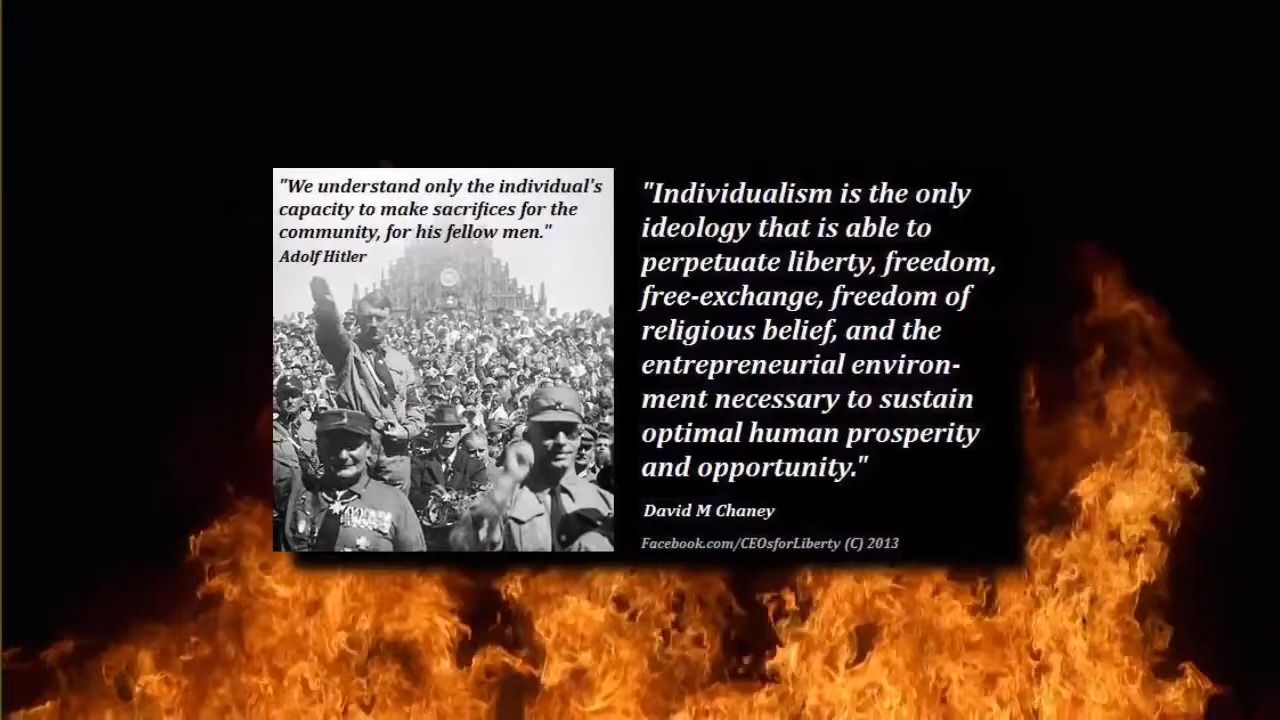 "We understand only the individual's
capacity to make sacrifices for the
community, for his fellow men."
Adolf Hitler
"Individualism is the only
ideology that is able to
perpetuate liberty, freedom,
free-exchange, freedom of
religious belief, and the
entrepreneurial environ-
ment necessary to sustain
optimal human prosperity
and opportunity."
David M Chaney
Facebook.com/CEOsforLiberty (C) 2013